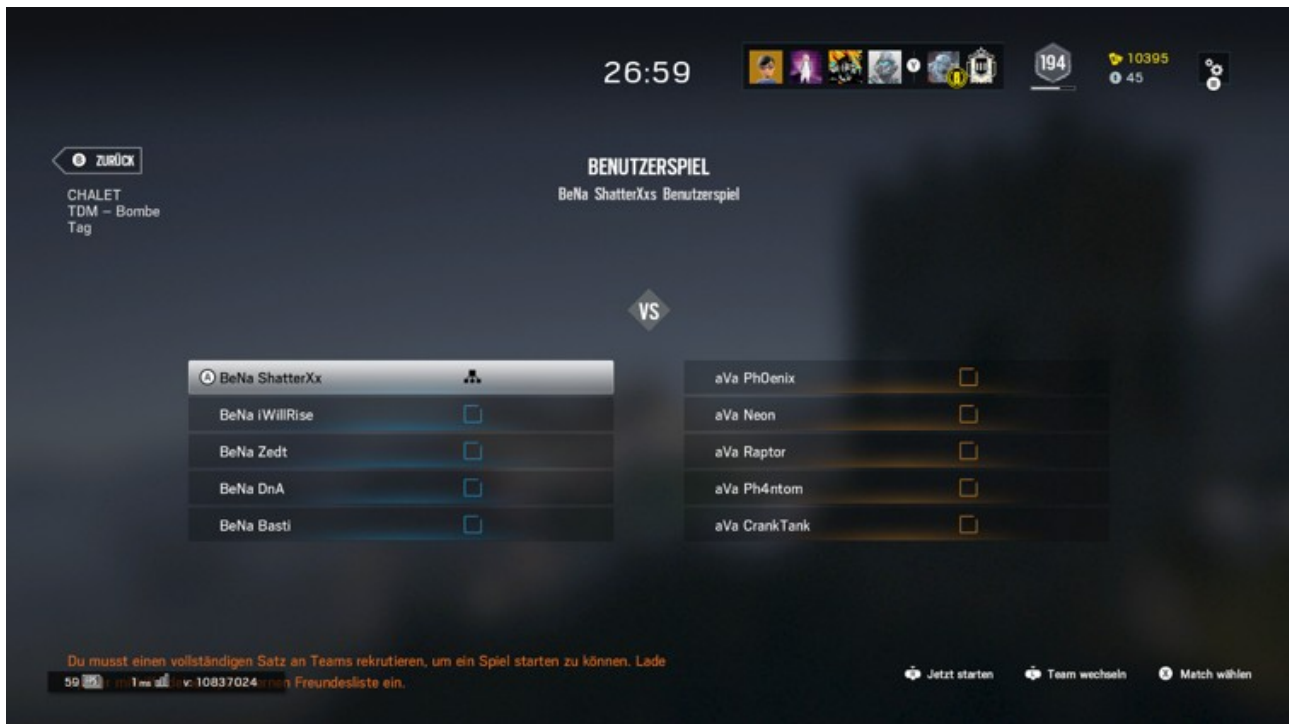 26:59
194
10395
45
ZURÜCK
CHALET
TDM – Bombe
Tag
BENUTZERSPIEL
BeNa ShatterXxs Benutzerspiel
VS
BeNa ShatterXx
aVa Ph0enix
BeNa iWillRise
aVa Neon
BeNa Zedt
aVa Raptor
BeNa DnA
aVa Ph4ntom
BeNa Basti
aVa CrankTank
Du musst einen vollständigen Satz an Teams rekrutieren, um ein Spiel starten zu können. Lade
59 FPS 1 ms v: 10837024 Freundesliste ein.
Jetzt starten Team wechseln Match wählen